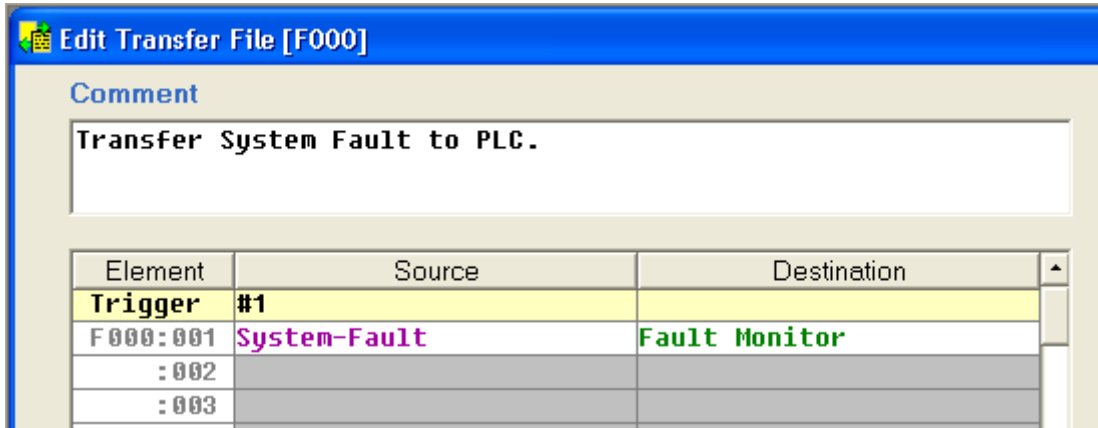 Edit Transfer File [F000]
Comment
Transfer System Fault to PLC.
Element Source Destination
Trigger #1
F000:001 System-Fault Fault Monitor
:002
:003